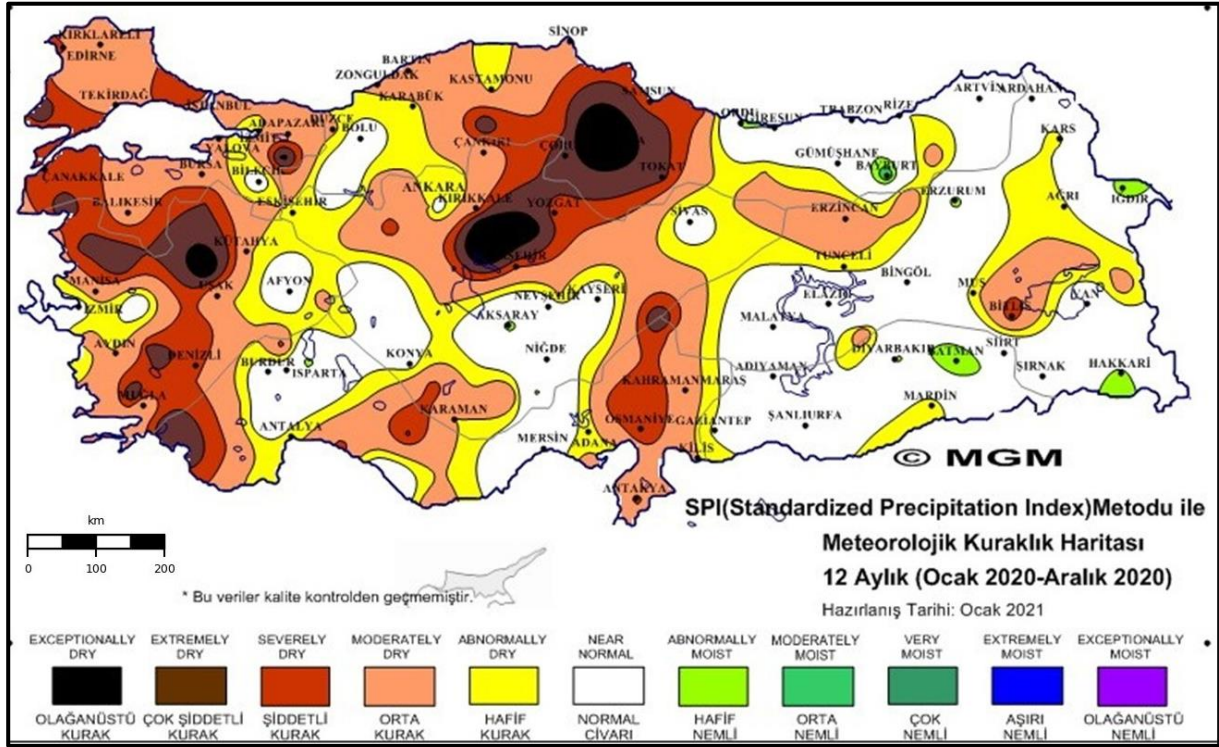 SİNOP
KIRKLARELİ
EDİRNE
BARTIN
ZONGULDAK
KASTAMONU
TEKİRDAĞ
İSTANBUL
KARABÜK
SAMSUN
ARTVİN
ARDAHAN
ORDU
GİRESUN
TRABZON
RİZE
ADAPAZARI
DÜZCE
BOLU
KARS
İZMİT
YALOVA
ÇANKIRI
ÇORU
A
GÜMÜŞHANE
BAYBURT
BURSA
BİLECİK
TOKAT
ÇANAKKALE
ANKARA
ERZURUM
AĞRI
IĞDIR
BALIKESİR
ESKİŞEHİR
KIRIKKALE
YOZGAT
SİVAS
ERZİNCAN
KÜTAHYA
ŞEHİR
TUNCELİ
MANİSA
UŞAK
AFYON
NEVŞEHİR
KAYSERİ
BİNGÖL
MUŞ
İZMİR
AKSARAY
ELAZIĞ
BİTLİS
VAN
MALATYA
AYDIN
DENİZLİ
BURDUR
ISPARTA
KONYA
NİĞDE
DİYARBAKIR
BATMAN
SİİRT
ŞIRNAK
HAKKARİ
ADIYAMAN
KAHRAMANMARAŞ
MUĞLA
KARAMAN
MARDİN
ANTALYA
OSMANİYE
GAZİANTEP
ŞANLIURFA
MERSİN
ADANA
KİLİS
ANTAKYA
© MGM
SPI(Standardized Precipitation Index)Metodu ile
Meteorolojik Kuraklık Haritası
12 Aylık (Ocak 2020-Aralık 2020)
Hazırlanış Tarihi: Ocak 2021
km
0 100 200
* Bu veriler kalite kontrolden geçmemiştir.
EXCEPTIONALLY DRY
EXTREMELY DRY
SEVERELY DRY
MODERATELY DRY
ABNORMALLY DRY
NEAR NORMAL
ABNORMALLY MOIST
MODERATELY MOIST
VERY MOIST
EXTREMELY MOIST
EXCEPTIONALLY MOIST
OLAĞANÜSTÜ KURAK
ÇOK ŞİDDETLİ KURAK
ŞİDDETLİ KURAK
ORTA KURAK
HAFİF KURAK
NORMAL CİVARI
HAFİF NEMLİ
ORTA NEMLİ
ÇOK NEMLİ
AŞIRI NEMLİ
OLAĞANÜSTÜ NEMLİ